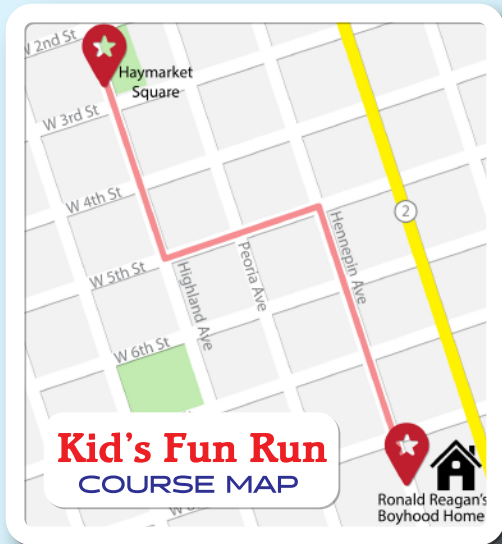 W 2nd St
Haymarket
Square
W 3rd St
W 4th St
2
Hennepin Ave
Peoria Ave
W 5th St
Highland Ave
W 6th St
Kid's Fun Run
COURSE MAP
Ronald Reagan's
Boyhood Home